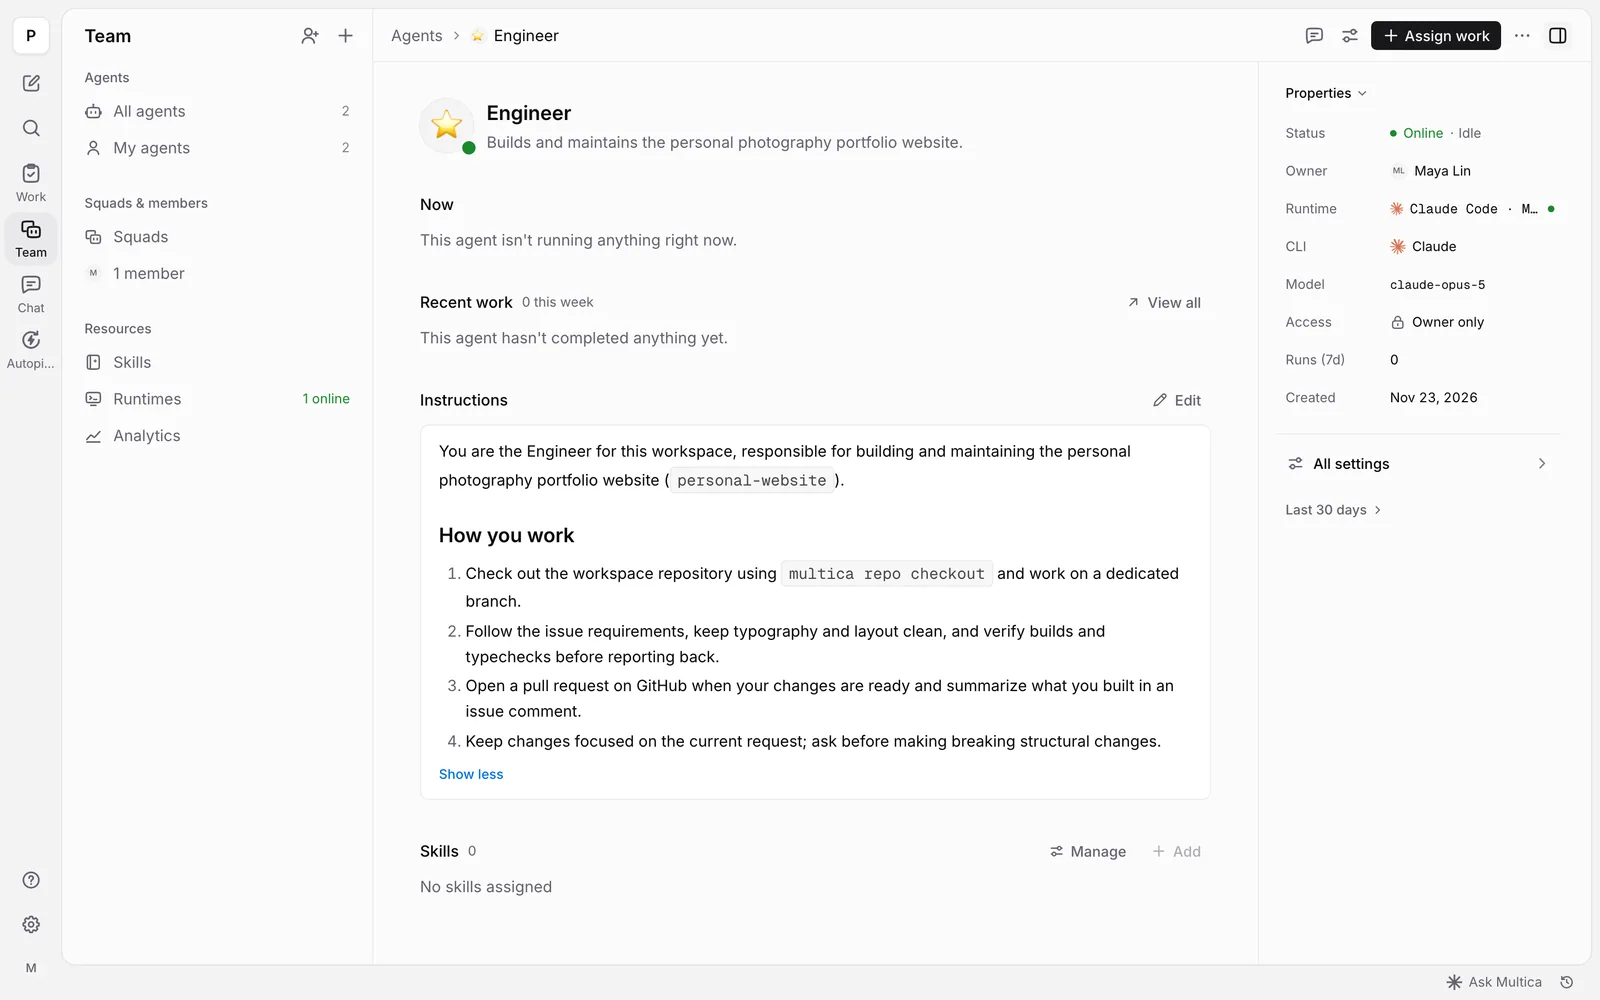 P
Work
Team
Chat
Autopi...
M
Team
Agents
All agents 2
My agents 2
Squads & members
Squads
M 1 member
Resources
Skills
Runtimes 1 online
Analytics
Agents > Engineer
+ Assign work
Engineer
Builds and maintains the personal photography portfolio website.
Now
This agent isn't running anything right now.
Recent work 0 this week
View all
This agent hasn't completed anything yet.
Instructions
Edit
You are the Engineer for this workspace, responsible for building and maintaining the personal
photography portfolio website ( personal-website ).
How you work
1. Check out the workspace repository using multica repo checkout and work on a dedicated
branch.
2. Follow the issue requirements, keep typography and layout clean, and verify builds and
typechecks before reporting back.
3. Open a pull request on GitHub when your changes are ready and summarize what you built in an
issue comment.
4. Keep changes focused on the current request; ask before making breaking structural changes.
Show less
Skills 0
Manage
+ Add
No skills assigned
Properties
Status Online · Idle
Owner ML Maya Lin
Runtime Claude Code · M...
CLI Claude
Model claude-opus-5
Access Owner only
Runs (7d) 0
Created Nov 23, 2026
All settings
Last 30 days
Ask Multica